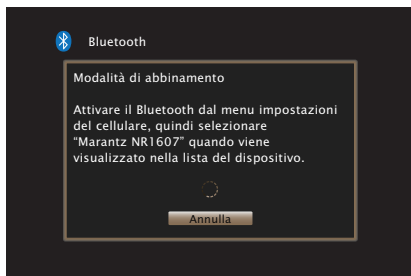 Bluetooth
Modalità di abbinamento
Attivare il Bluetooth dal menu impostazioni
del cellulare, quindi selezionare
“Marantz NR1607” quando viene
visualizzato nella lista del dispositivo.
Annulla